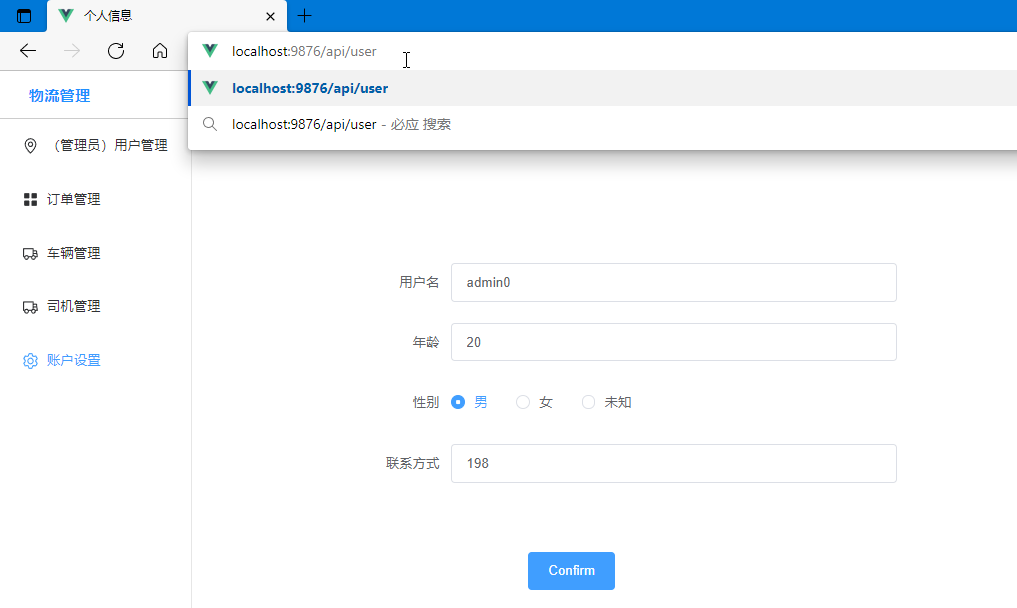 个人信息
localhost:9876/api/user
localhost:9876/api/user
localhost:9876/api/user - 必应 搜索
物流管理
（管理员）用户管理
订单管理
车辆管理
司机管理
账户设置
用户名 admin0
年龄 20
性别 男 女 未知
联系方式 198
Confirm